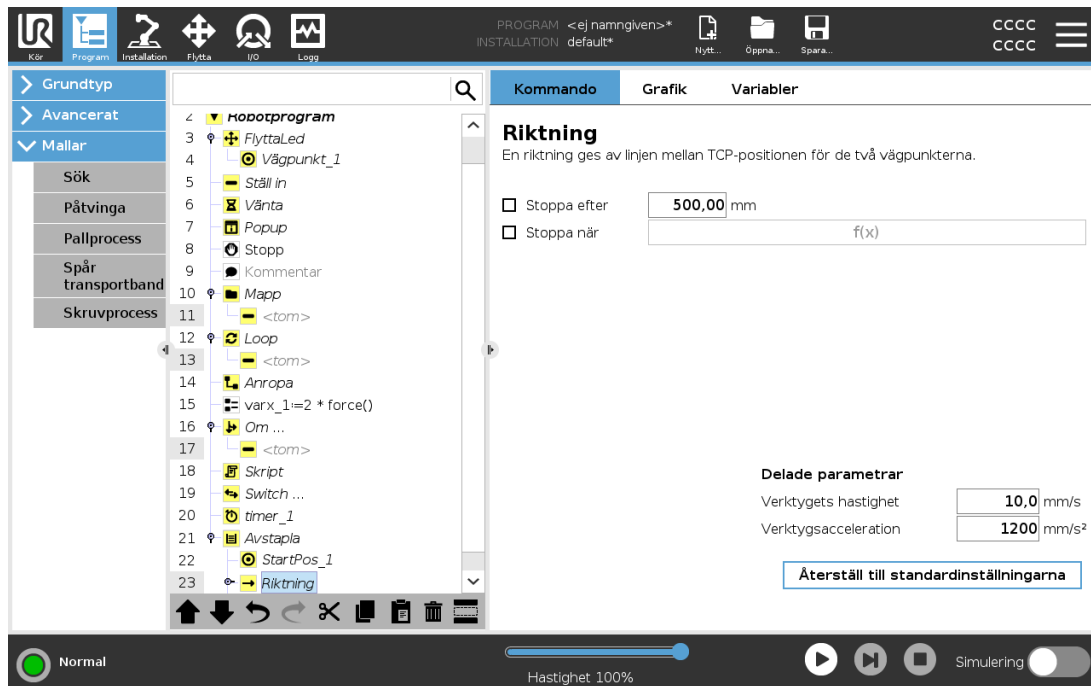 PROGRAM <ej namngiven>*
INSTALLATION default*
Kör
Program
Installation
Flytta
I/O
Logg
Nytt...
Öppna...
Spara...
CCCC
CCCC
Grundtyp
Avancerat
Mallar
Sök
Påtvinga
Pallprocess
Spår
transportband
Skruvprocess
2 Robotprogram
3 FlyttaLed
4 Vägpunkt_1
5 Ställ in
6 Vänta
7 Popup
8 Stopp
9 Kommentar
10 Mapp
11 <tom>
12 Loop
13 <tom>
14 Anropa
15 varx_1:=2 * force()
16 Om ...
17 <tom>
18 Skript
19 Switch ...
20 timer_1
21 Avstapla
22 StartPos_1
23 Riktning
Kommando
Grafik
Variabler
Riktning
En riktning ges av linjen mellan TCP-positionen för de två vägpunkterna.
Stoppa efter 500,00 mm
Stoppa när f(x)
Delade parametrar
Verktygets hastighet 10,0 mm/s
Verktygsacceleration 1200 mm/s²
Återställ till standardinställningarna
Normal
Hastighet 100%
Simulering